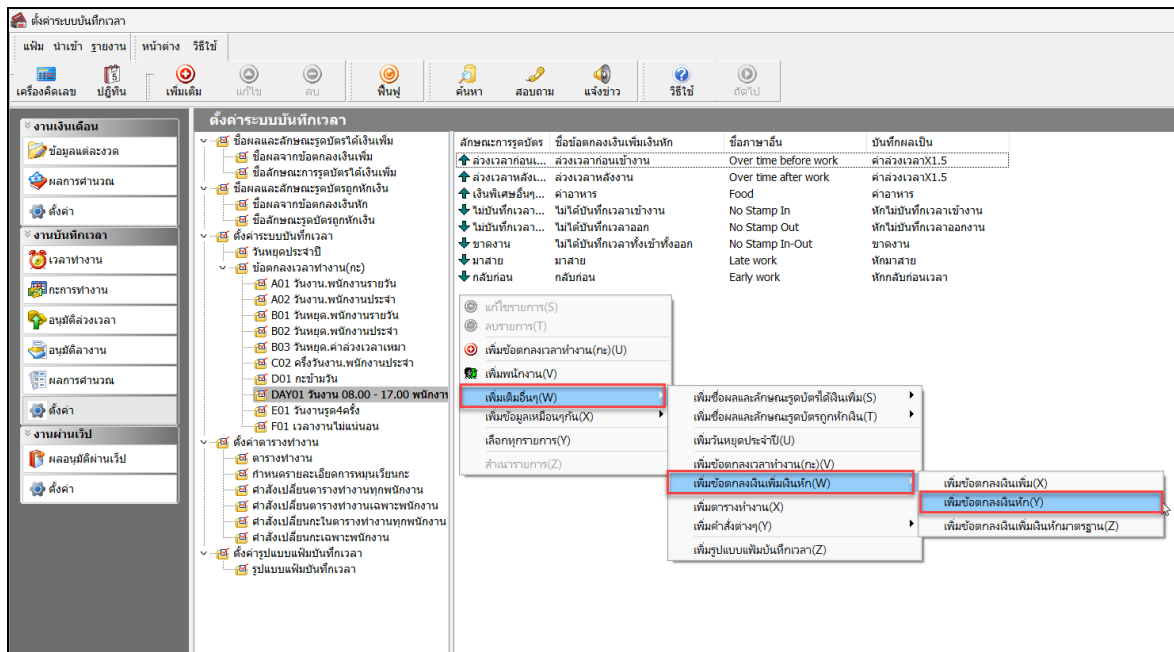 ตั้งค่าระบบบันทึกเวลา
แฟ้ม นำเข้า รายงาน หน้าต่าง วิธีใช้
เครื่องคิดเลข ปฏิทิน เพิ่มเติม แก้ไข ลบ พื้นฟู ค้นหา สอบถาม แจ้งข่าว วิธีใช้ ถัดไป
งานเงินเดือน
ข้อมูลแต่ละงวด
ผลการคำนวณ
ตั้งค่า
งานบันทึกเวลา
เวลาทำงาน
กะการทำงาน
อนุมัติล่วงเวลา
อนุมัติลางาน
ผลการคำนวณ
ตั้งค่า
งานผ่านเว็ป
ผลอนุมัติผ่านเว็ป
ตั้งค่า
ตั้งค่าระบบบันทึกเวลา
ชื่อผลและลักษณะรูดบัตรได้เงินเพิ่ม
ชื่อผลจากข้อตกลงเงินเพิ่ม
ชื่อลักษณะการรูดบัตรได้เงินเพิ่ม
ชื่อผลและลักษณะรูดบัตรถูกหักเงิน
ชื่อผลจากข้อตกลงเงินหัก
ชื่อลักษณะรูดบัตรถูกหักเงิน
ตั้งค่าระบบบันทึกเวลา
วันหยุดประจำปี
ข้อตกลงเวลาทำงาน(กะ)
A01 วันงาน.พนักงานรายวัน
A02 วันงาน.พนักงานประจำ
B01 วันหยุด.พนักงานรายวัน
B02 วันหยุด.พนักงานประจำ
B03 วันหยุด.ค่าล่วงเวลาเหมา
C02 ครึ่งวันงาน.พนักงานประจำ
D01 กะข้ามวัน
DAY01 วันงาน 08.00 - 17.00 พนักงา
E01 วันงานรูด4ครั้ง
F01 เวลางานไม่แน่นอน
ตั้งค่าตารางทำงาน
ตารางทำงาน
กำหนดรายละเอียดการหมุนเวียนกะ
คำสั่งเปลี่ยนตารางทำงานทุกพนักงาน
คำสั่งเปลี่ยนตารางทำงานเฉพาะพนักงาน
คำสั่งเปลี่ยนกะในตารางทำงานทุกพนักงาน
คำสั่งเปลี่ยนกะเฉพาะพนักงาน
ตั้งค่ารูปแบบแฟ้มบันทึกเวลา
รูปแบบแฟ้มบันทึกเวลา
ลักษณะการรูดบัตร ชื่อข้อตกลงเงินเพิ่มเงินหัก ชื่อภาษาอื่น บันทึกผลเป็น
ล่วงเวลาก่อนเ... ล่วงเวลาก่อนเข้างาน Over time before work ค่าล่วงเวลาX1.5
ล่วงเวลาหลังเ... ล่วงเวลาหลังงาน Over time after work ค่าล่วงเวลาX1.5
เงินพิเศษอื่นๆ... ค่าอาหาร Food ค่าอาหาร
ไม่บันทึกเวลา... ไม่ได้บันทึกเวลาเข้างาน No Stamp In หักไม่บันทึกเวลาเข้างาน
ไม่บันทึกเวลา... ไม่ได้บันทึกเวลาออก No Stamp Out หักไม่บันทึกเวลาออกงาน
ขาดงาน ไม่ได้บันทึกเวลาทั้งเข้าทั้งออก No Stamp In-Out ขาดงาน
มาสาย มาสาย Late work หักมาสาย
กลับก่อน กลับก่อน Early work หักกลับก่อนเวลา
แก้ไขรายการ(S)
ลบรายการ(T)
เพิ่มข้อตกลงเวลาทำงาน(กะ)(U)
เพิ่มพนักงาน(V)
เพิ่มเติมอื่นๆ(W)
เพิ่มข้อมูลเหมือนๆกัน(X)
เลือกทุกรายการ(Y)
สำเนารายการ(Z)
เพิ่มชื่อผลและลักษณะรูดบัตรได้เงินเพิ่ม(S)
เพิ่มชื่อผลและลักษณะรูดบัตรถูกหักเงิน(T)
เพิ่มวันหยุดประจำปี(U)
เพิ่มข้อตกลงเวลาทำงาน(กะ)(V)
เพิ่มข้อตกลงเงินเพิ่มเงินหัก(W)
เพิ่มตารางทำงาน(X)
เพิ่มคำสั่งต่างๆ(Y)
เพิ่มรูปแบบแฟ้มบันทึกเวลา(Z)
เพิ่มข้อตกลงเงินเพิ่ม(X)
เพิ่มข้อตกลงเงินหัก(Y)
เพิ่มข้อตกลงเงินเพิ่มเงินหักมาตรฐาน(Z)